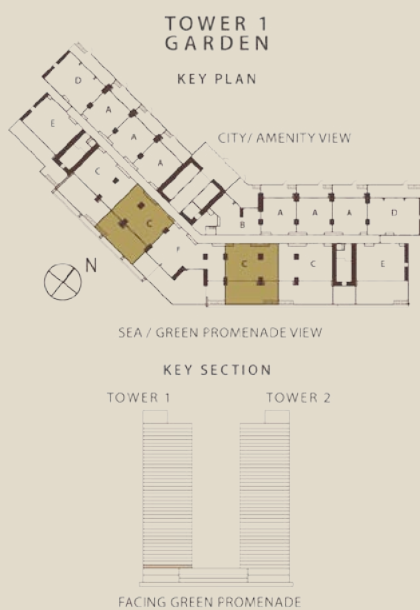 TOWER 1
GARDEN
KEY PLAN
CITY/ AMENITY VIEW
D
A
A
A
E
C
C
F
B
A
A
A
D
C
C
E
N
SEA / GREEN PROMENADE VIEW
KEY SECTION
TOWER 1 TOWER 2
FACING GREEN PROMENADE